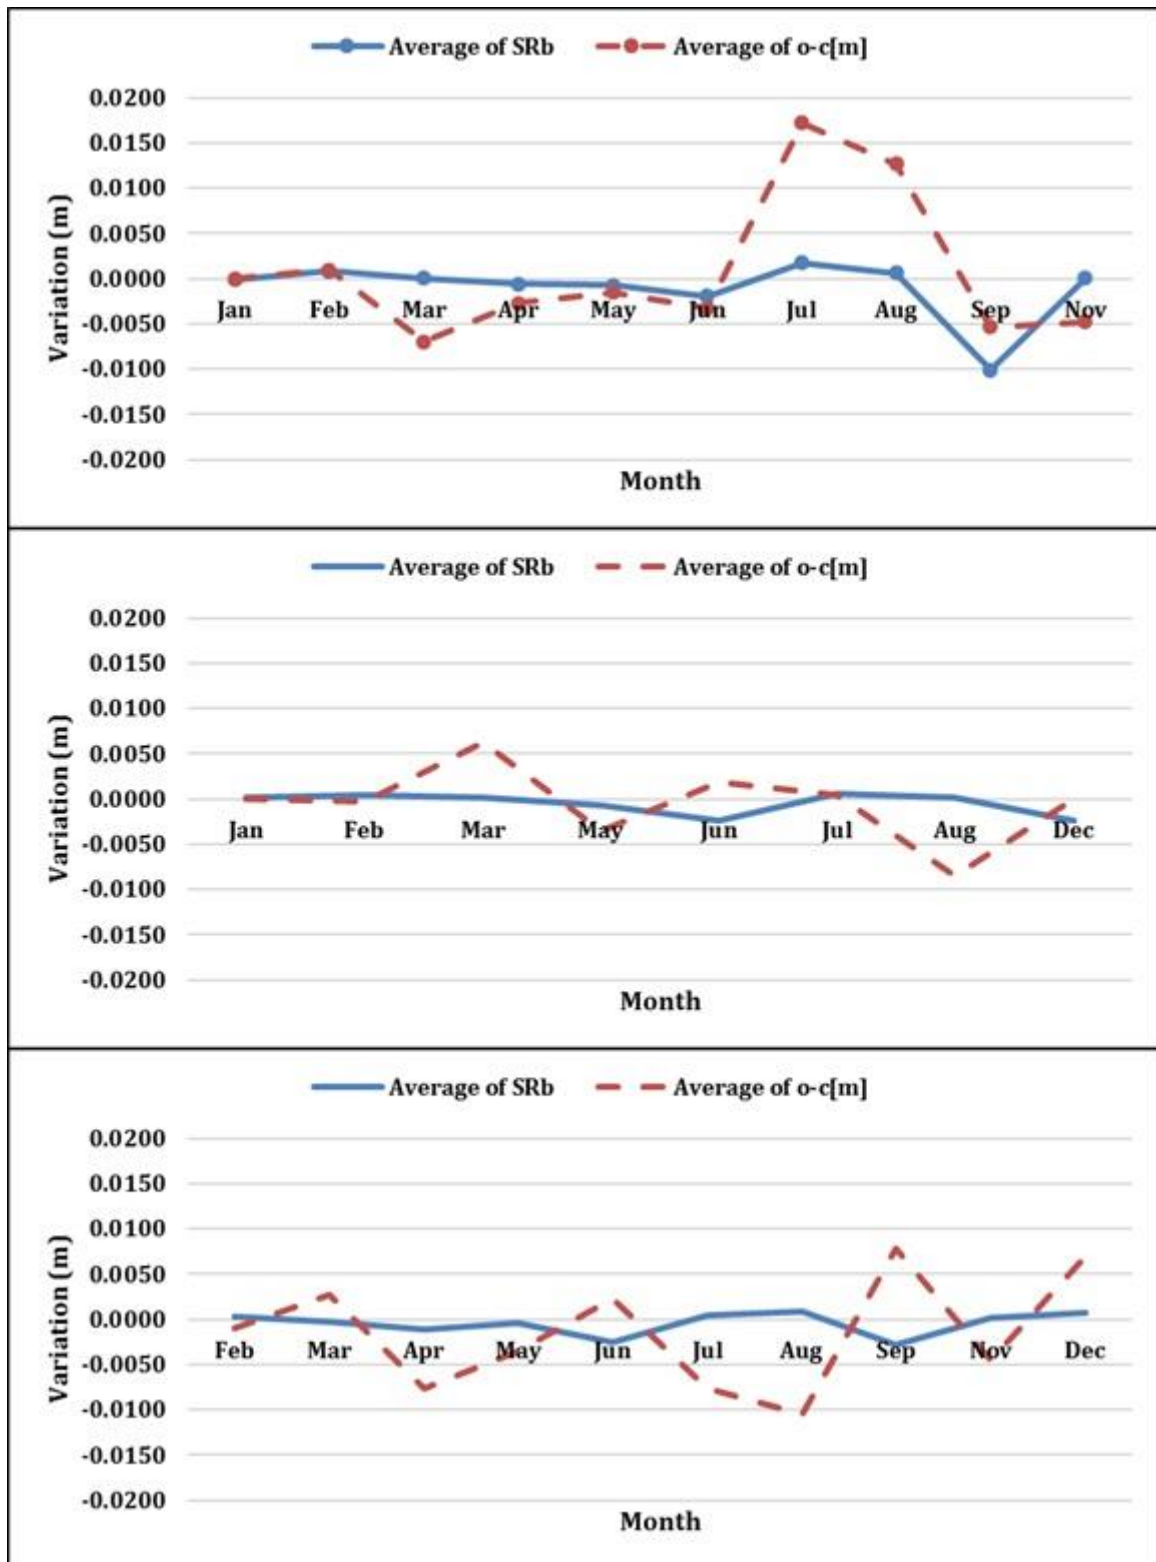 Average of SRb Average of o-c[m]
0.0200
0.0150
0.0100
0.0050
0.0000
-0.0050
-0.0100
-0.0150
-0.0200
Variation (m)
Jan Feb Mar Apr May Jun Jul Aug Sep Nov
Month
Average of SRb Average of o-c[m]
0.0200
0.0150
0.0100
0.0050
0.0000
-0.0050
-0.0100
-0.0150
-0.0200
Variation (m)
Jan Feb Mar May Jun Jul Aug Dec
Month
Average of SRb Average of o-c[m]
0.0200
0.0150
0.0100
0.0050
0.0000
-0.0050
-0.0100
-0.0150
-0.0200
Variation (m)
Feb Mar Apr May Jun Jul Aug Sep Nov Dec
Month